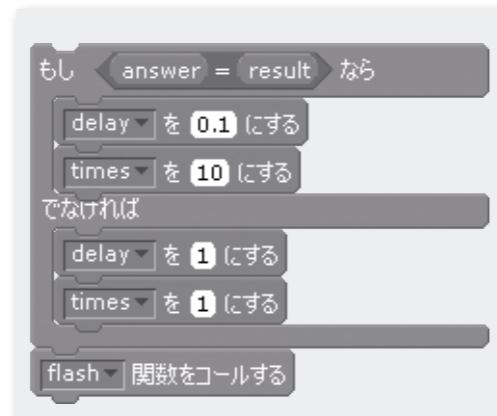 もし answer = result なら
delay を 0.1 にする
times を 10 にする
でなければ
delay を 1 にする
times を 1 にする
flash 関数をコールする